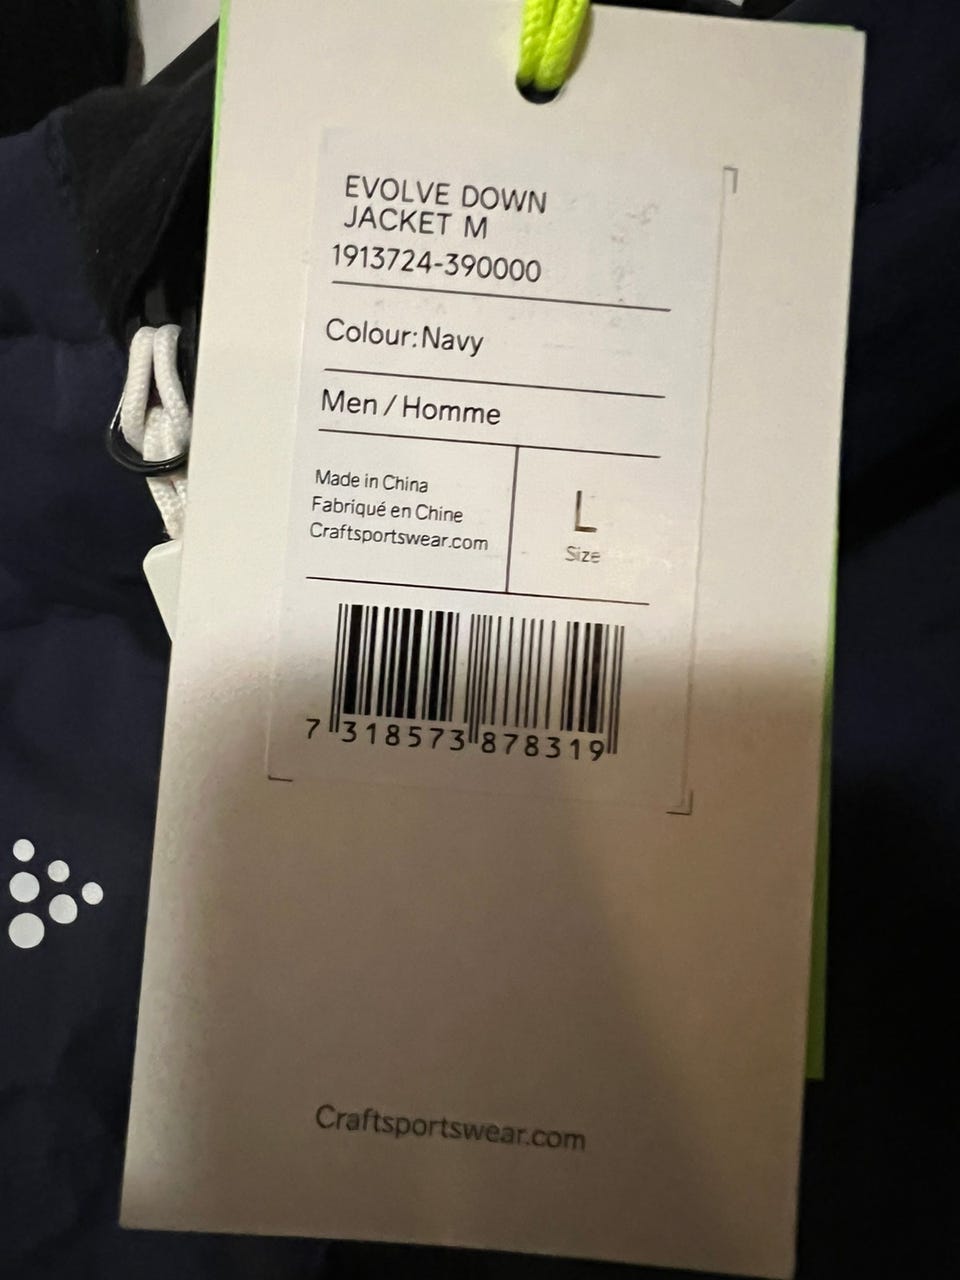 EVOLVE DOWN
JACKET M
1913724-390000
Colour: Navy
Men / Homme
Made in China
Fabriqué en Chine
Craftsportswear.com
L
Size
7 318573 878319
Craftsportswear.com